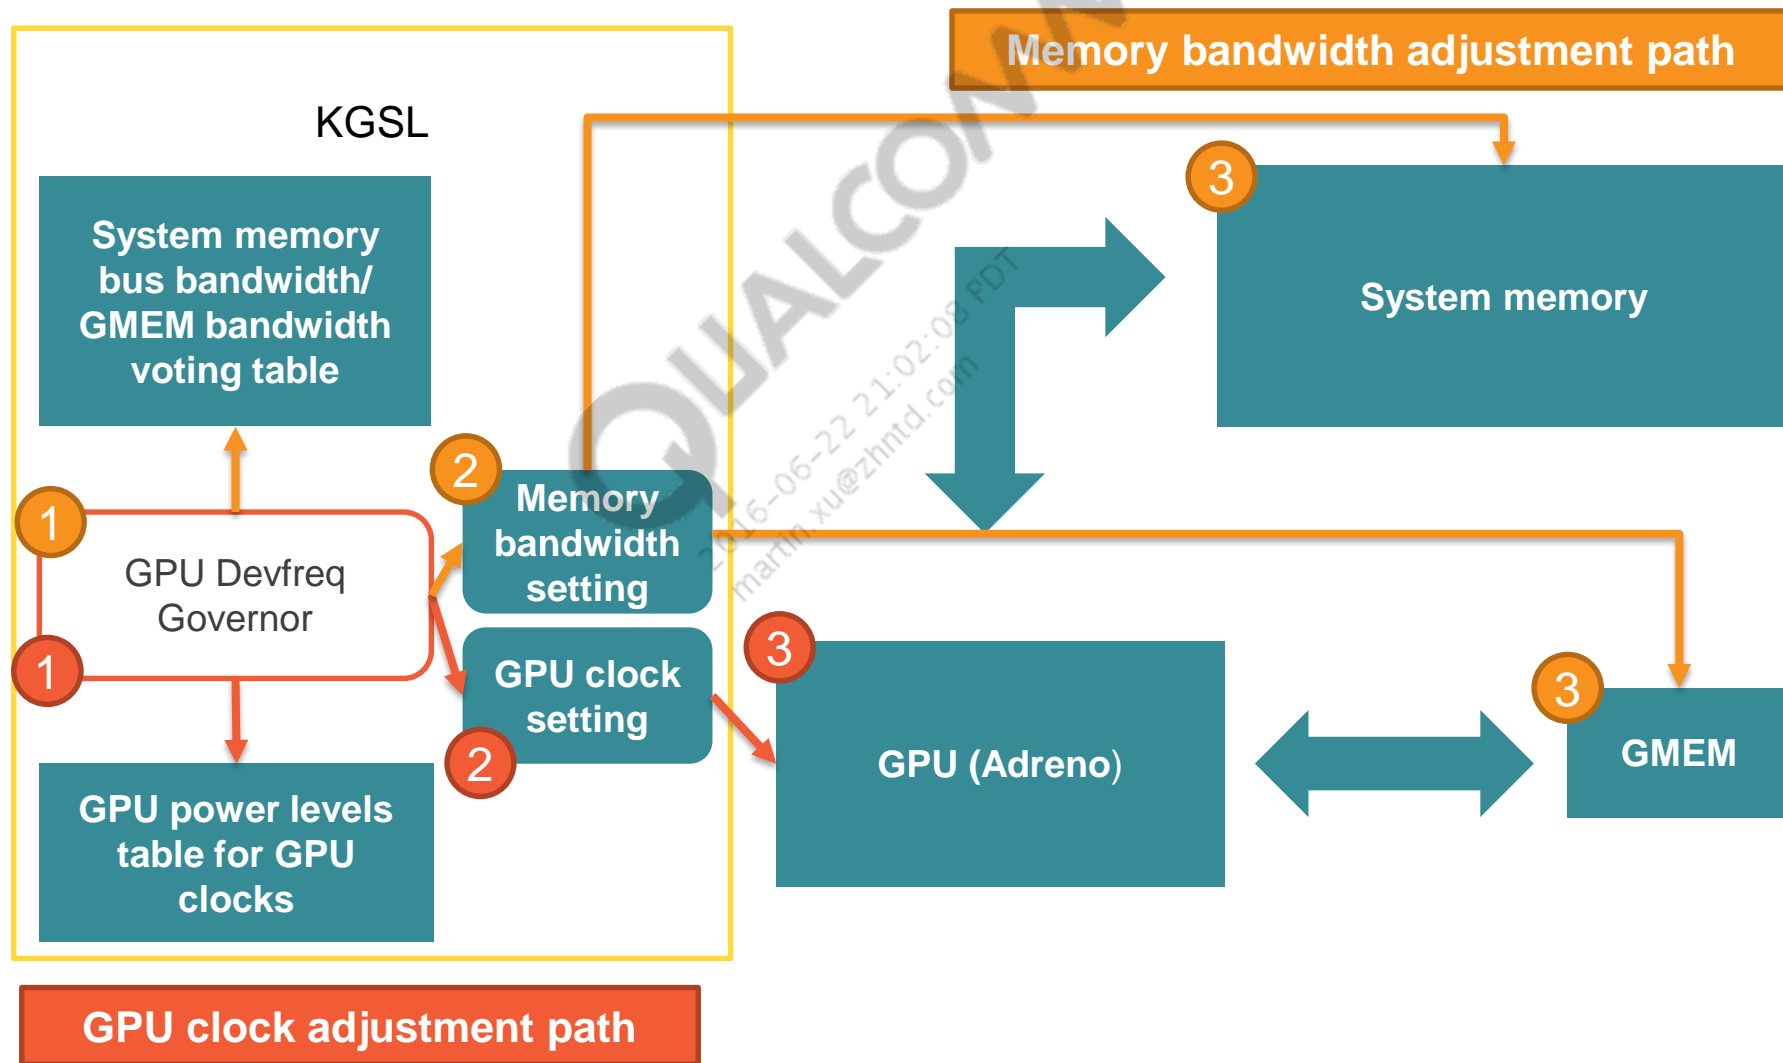 Memory bandwidth adjustment path
KGSL
System memory
bus bandwidth/
GMEM bandwidth
voting table
3
System memory
2
Memory
bandwidth
setting
1
GPU Devfreq
Governor
1
GPU clock
setting
2
3
GPU (Adreno)
3
GMEM
GPU power levels
table for GPU
clocks
GPU clock adjustment path
2016-06-22 21:02:08 PDT
martin.xu@zhntd.com